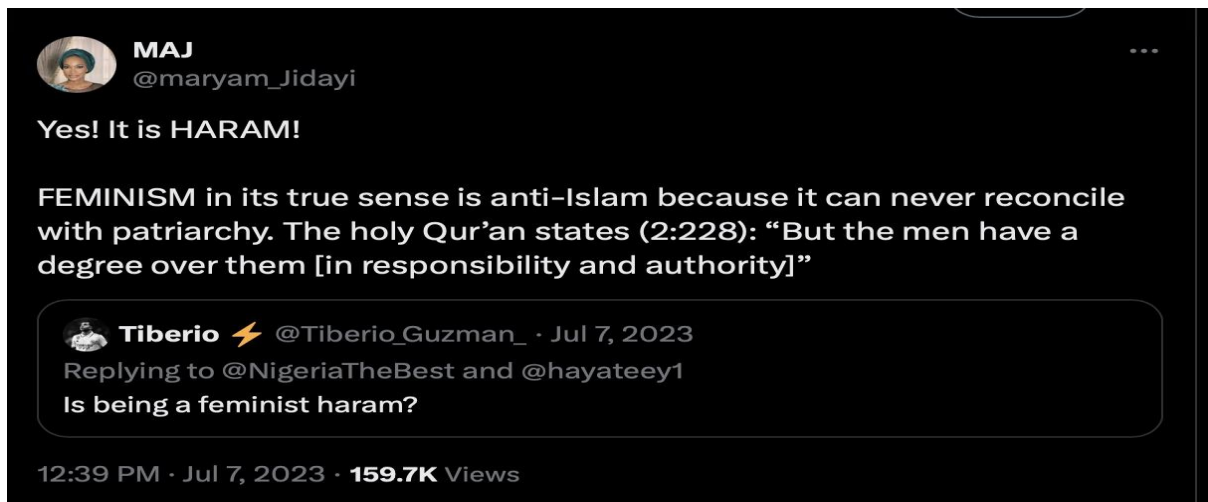 MAJ
@maryam_Jidayi
Yes! It is HARAM!
FEMINISM in its true sense is anti-Islam because it can never reconcile
with patriarchy. The holy Qur’an states (2:228): “But the men have a
degree over them [in responsibility and authority]”
Tiberio ⚡ @Tiberio_Guzman_ · Jul 7, 2023
Replying to @NigeriaTheBest and @hayateey1
Is being a feminist haram?
12:39 PM · Jul 7, 2023 · 159.7K Views